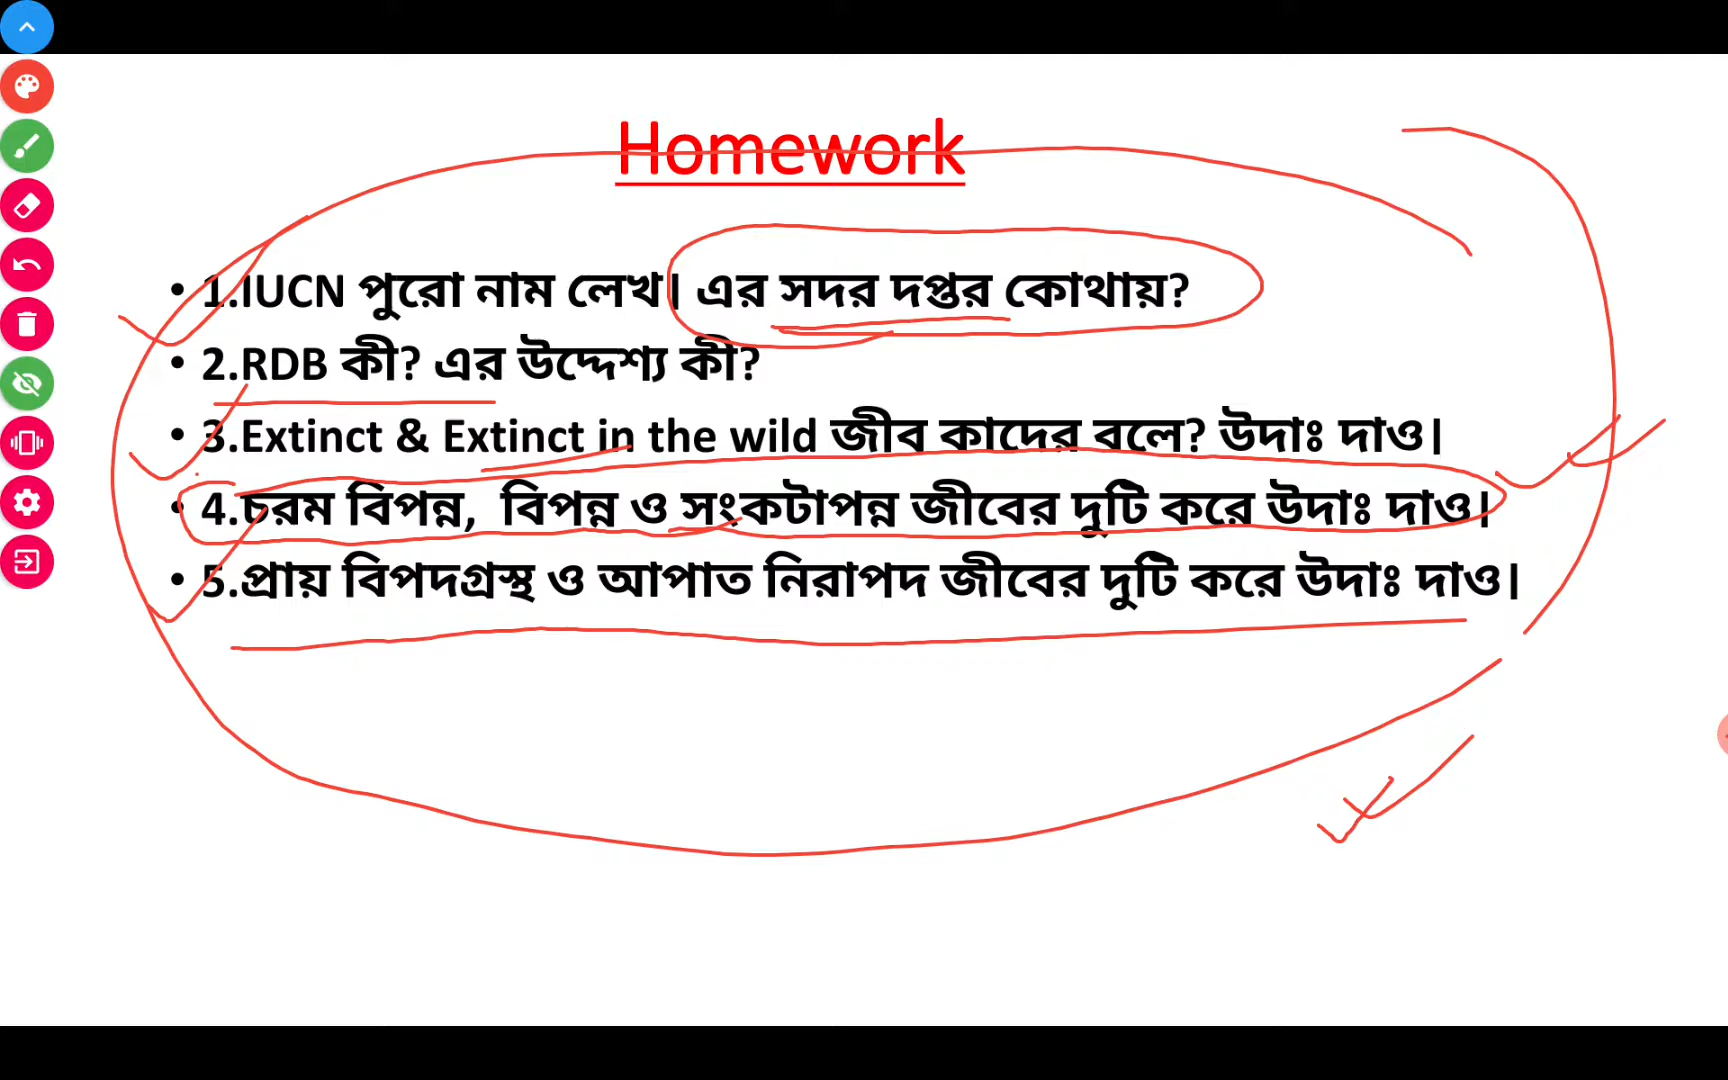 Homework
• 1.IUCN পুরো নাম লেখ। এর সদর দপ্তর কোথায়?
• 2.RDB কী? এর উদ্দেশ্য কী?
• 3.Extinct & Extinct in the wild জীব কাদের বলে? উদাঃ দাও।
• 4.চরম বিপন্ন, বিপন্ন ও সংকটাপন্ন জীবের দুটি করে উদাঃ দাও।
• 5.প্রায় বিপদগ্রস্থ ও আপাত নিরাপদ জীবের দুটি করে উদাঃ দাও।